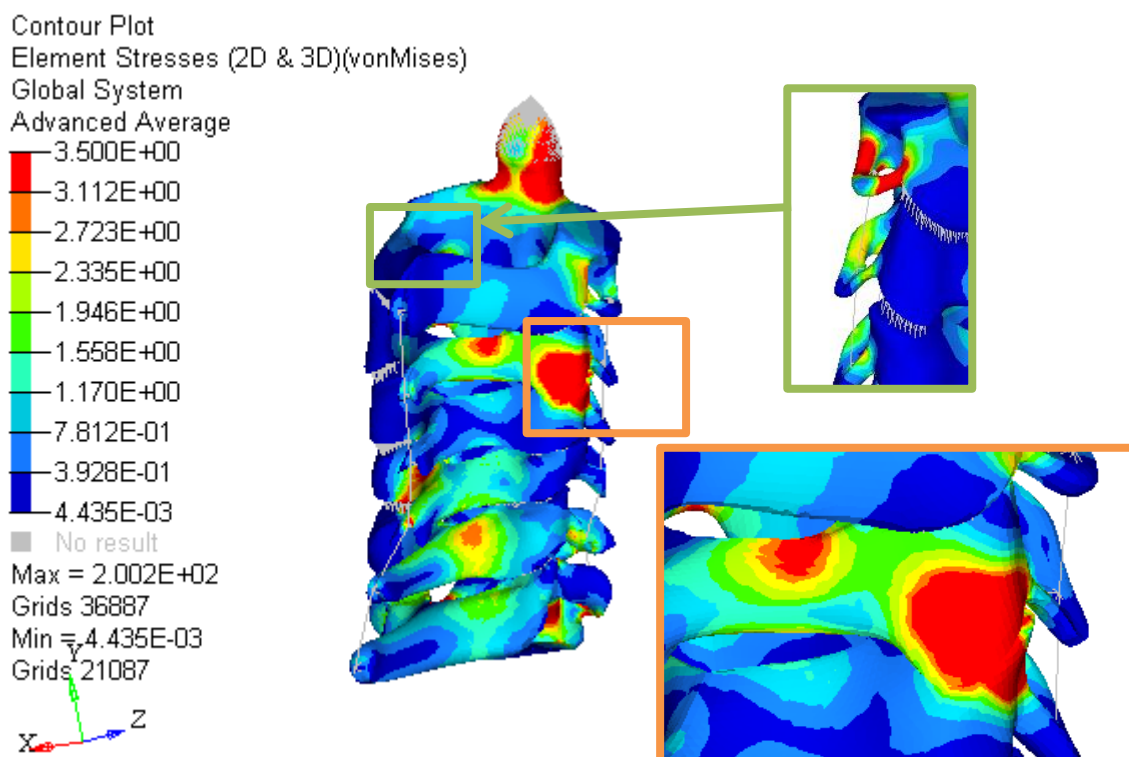 Contour Plot
Element Stresses (2D & 3D)(vonMises)
Global System
Advanced Average
3.500E+00
3.112E+00
2.723E+00
2.335E+00
1.946E+00
1.558E+00
1.170E+00
7.812E-01
3.928E-01
4.435E-03
No result
Max = 2.002E+02
Grids 36887
Min = 4.435E-03
Grids 21087
Y
Z
X